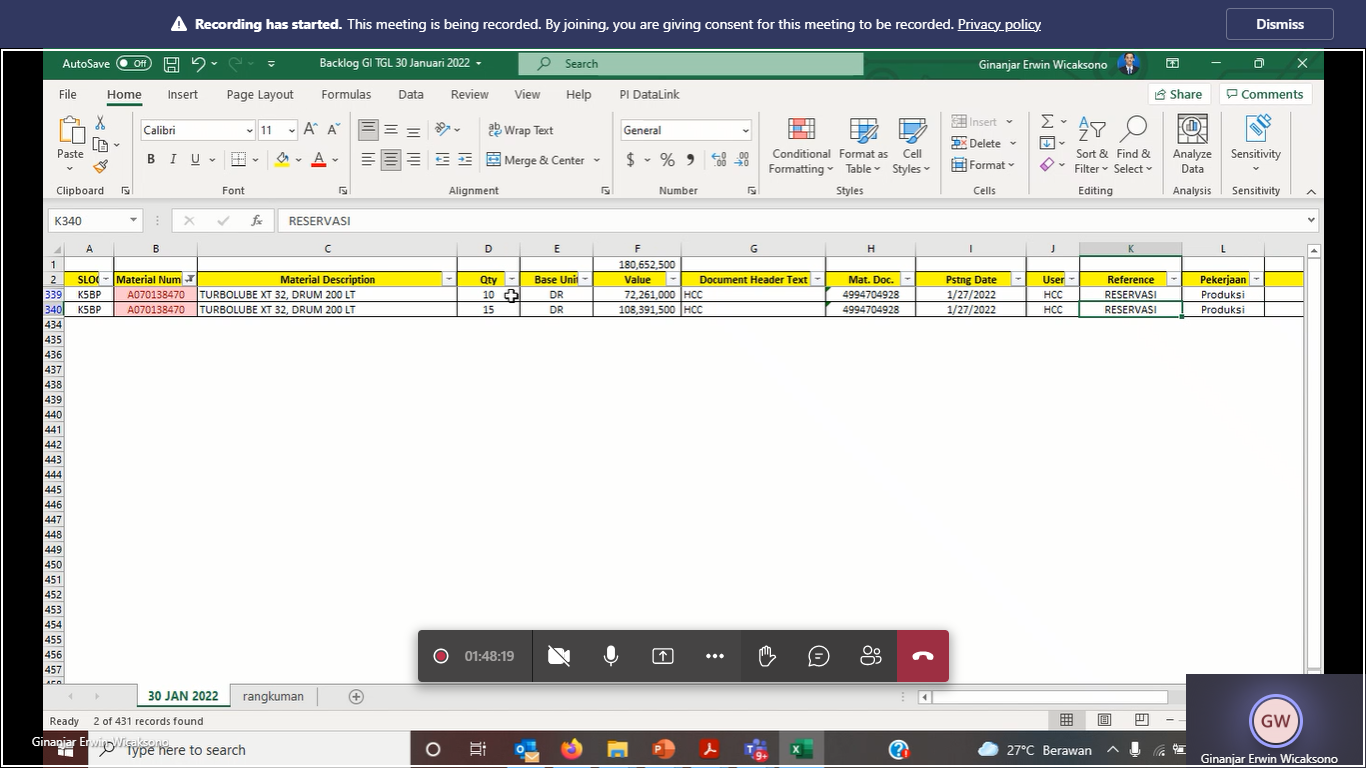 Recording has started. This meeting is being recorded. By joining, you are giving consent for this meeting to be recorded. Privacy policy
Dismiss
AutoSave Off Backlog GI TGL 30 Januari 2022 Search Ginanjar Erwin Wicaksono
File Home Insert Page Layout Formulas Data Review View Help PI DataLink Share Comments
Calibri 11 Wrap Text General Insert
Paste B I U Merge & Center $ % Conditional Formatting Format as Table Cell Styles Delete Format Sort & Filter Find & Select Analyze Data Sensitivity
Clipboard Font Alignment Number Styles Cells Editing Analysis Sensitivity
K340 fx RESERVASI
A B C D E F G H I J K L
1 180,652,500
2 SLO Material Num Material Description Qty Base Uni Value Document Header Text Mat. Doc. Pstng Date User Reference Pekerjaan
339 K5BP A070138470 TURBOLUBE XT 32, DRUM 200 LT 10 DR 72,261,000 HCC 4994704928 1/27/2022 HCC RESERVASI Produksi
340 K5BP A070138470 TURBOLUBE XT 32, DRUM 200 LT 15 DR 108,391,500 HCC 4994704928 1/27/2022 HCC RESERVASI Produksi
434
435
436
437
438
439
440
441
442
443
444
445
446
447
448
449
450
451
452
453
454
455
456
457
01:48:19
30 JAN 2022 rangkuman
Ready 2 of 431 records found
GW
Ginanjar Erwin Wicaksono
Type here to search
9+
27°C Berawan
Ginanjar Erwin Wicaksono